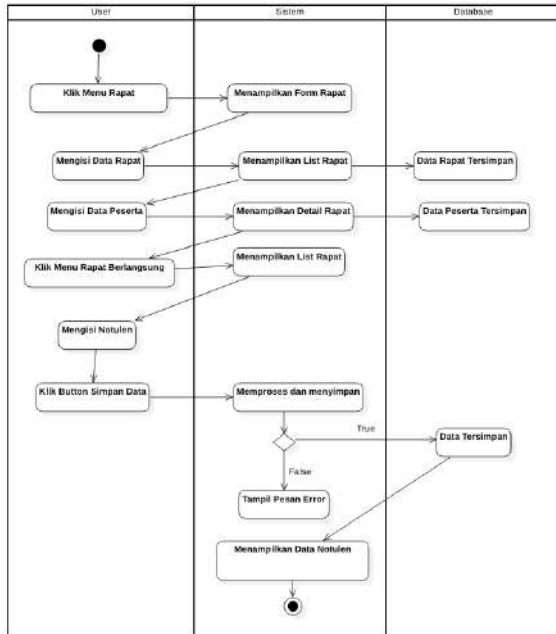 User
Sistem
Database
Klik Menu Rapat
Menampilkan Form Rapat
Mengisi Data Rapat
Menampilkan List Rapat
Data Rapat Tersimpan
Mengisi Data Peserta
Menampilkan Detail Rapat
Data Peserta Tersimpan
Klik Menu Rapat Berlangsung
Menampilkan List Rapat
Mengisi Notulen
Klik Button Simpan Data
Memproses dan menyimpan
True
Data Tersimpan
False
Tampil Pesan Error
Menampilkan Data Notulen